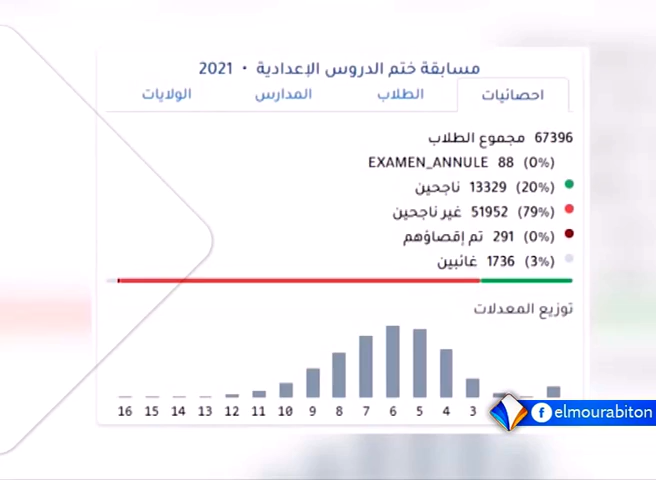 مسابقة ختم الدروس الإعدادية • 2021
احصائيات الطلاب المدارس الولايات
67396 مجموع الطلاب
EXAMEN_ANNULE 88 (0%)
(20%) 13329 ناجحين
(79%) 51952 غير ناجحين
(0%) 291 تم إقصاؤهم
(3%) 1736 غائبين
توزيع المعدلات
16 15 14 13 12 11 10 9 8 7 6 5 4 3
elmourabiton